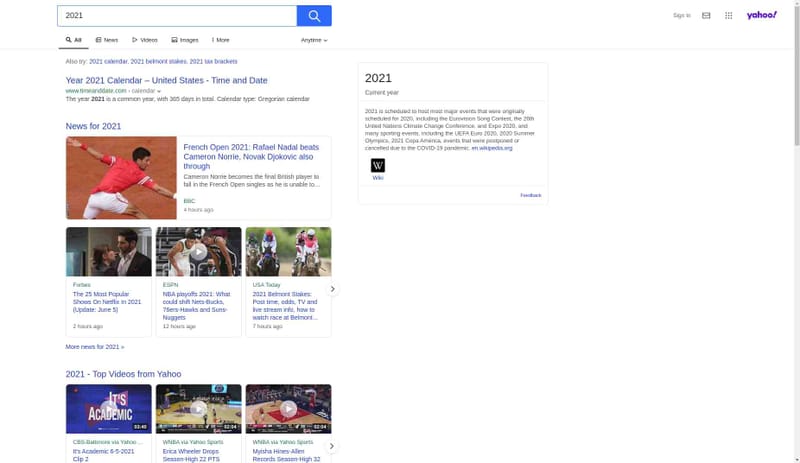 2021
Sign In
yahoo!
All
News
Videos
Images
More
Anytime
Also try: 2021 calendar, 2021 belmont stakes, 2021 tax brackets
Year 2021 Calendar – United States - Time and Date
www.timeanddate.com › calendar
The year 2021 is a common year, with 365 days in total. Calendar type: Gregorian calendar
News for 2021
French Open 2021: Rafael Nadal beats
Cameron Norrie, Novak Djokovic also
through
Cameron Norrie becomes the final British player to
fall in the French Open singles as he is unable to...
BBC
4 hours ago
Forbes
The 25 Most Popular
Shows On Netflix In 2021
(Update: June 5)
2 hours ago
ESPN
NBA playoffs 2021: What
could shift Nets-Bucks,
76ers-Hawks and Suns-
Nuggets
12 hours ago
USA Today
2021 Belmont Stakes:
Post time, odds, TV and
live stream info, how to
watch race at Belmont...
7 hours ago
More news for 2021 »
2021 - Top Videos from Yahoo
IT'S
ACADEMIC
03:40
02:04
02:04
CBS-Baltimore via Yahoo ...
It's Academic 6-5-2021
Clip 2
WNBA via Yahoo Sports
Erica Wheeler Drops
Season-High 22 PTS
WNBA via Yahoo Sports
Myisha Hines-Allen
Records Season-High 32
2021
Current year
2021 is scheduled to host most major events that were originally
scheduled for 2020, including the Eurovision Song Contest, the 26th
United Nations Climate Change Conference, and Expo 2020, and
many sporting events, including the UEFA Euro 2020, 2020 Summer
Olympics, 2021 Copa America, events that were postponed or
cancelled due to the COVID-19 pandemic. en.wikipedia.org
W
Wiki
Feedback